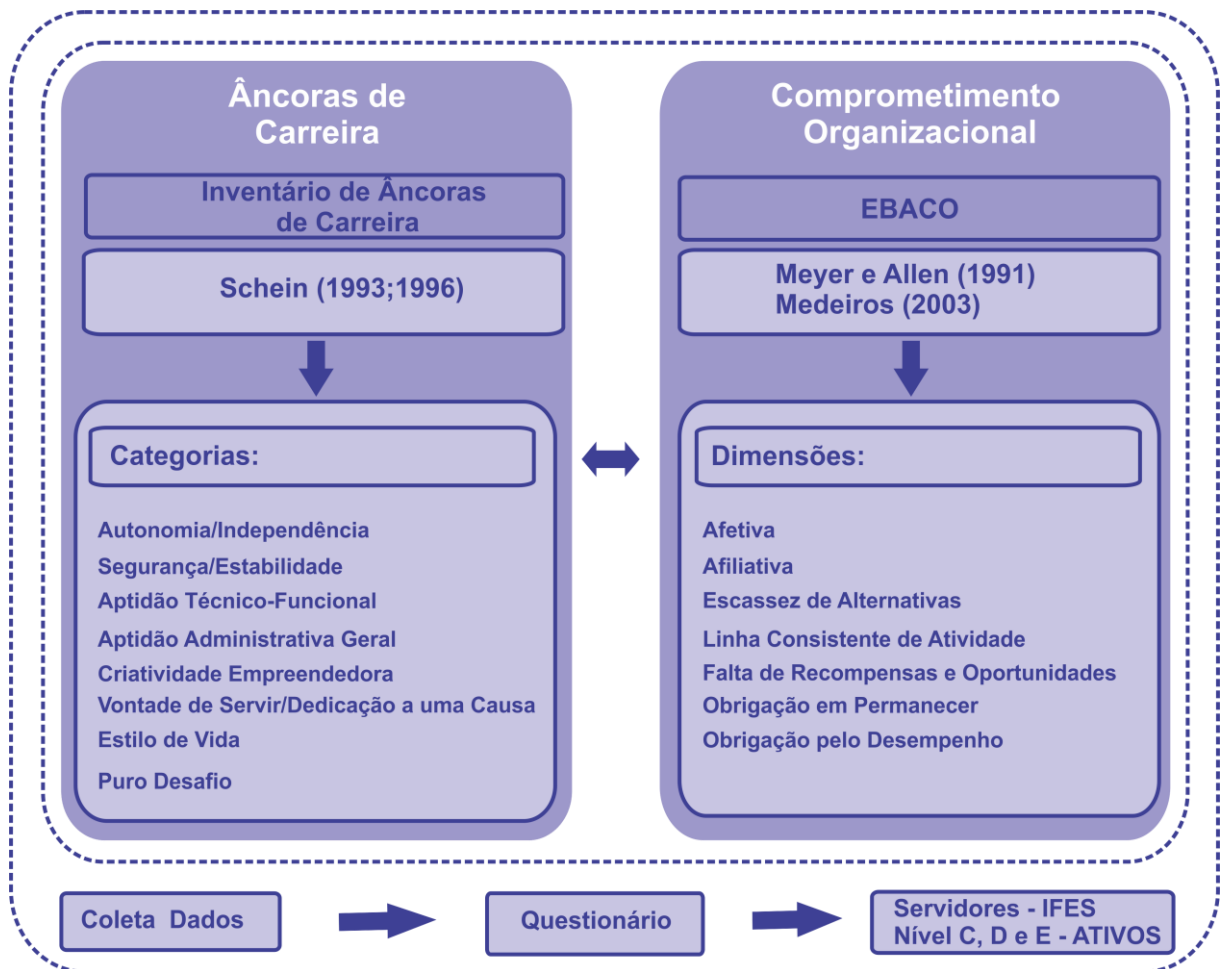 Âncoras de
Carreira
Inventário de Âncoras
de Carreira
Schein (1993;1996)
Categorias:
Autonomia/Independência
Segurança/Estabilidade
Aptidão Técnico-Funcional
Aptidão Administrativa Geral
Criatividade Empreendedora
Vontade de Servir/Dedicação a uma Causa
Estilo de Vida
Puro Desafio
Comprometimento
Organizacional
EBACO
Meyer e Allen (1991)
Medeiros (2003)
Dimensões:
Afetiva
Afiliativa
Escassez de Alternativas
Linha Consistente de Atividade
Falta de Recompensas e Oportunidades
Obrigação em Permanecer
Obrigação pelo Desempenho
Coleta Dados
Questionário
Servidores - IFES
Nível C, D e E - ATIVOS